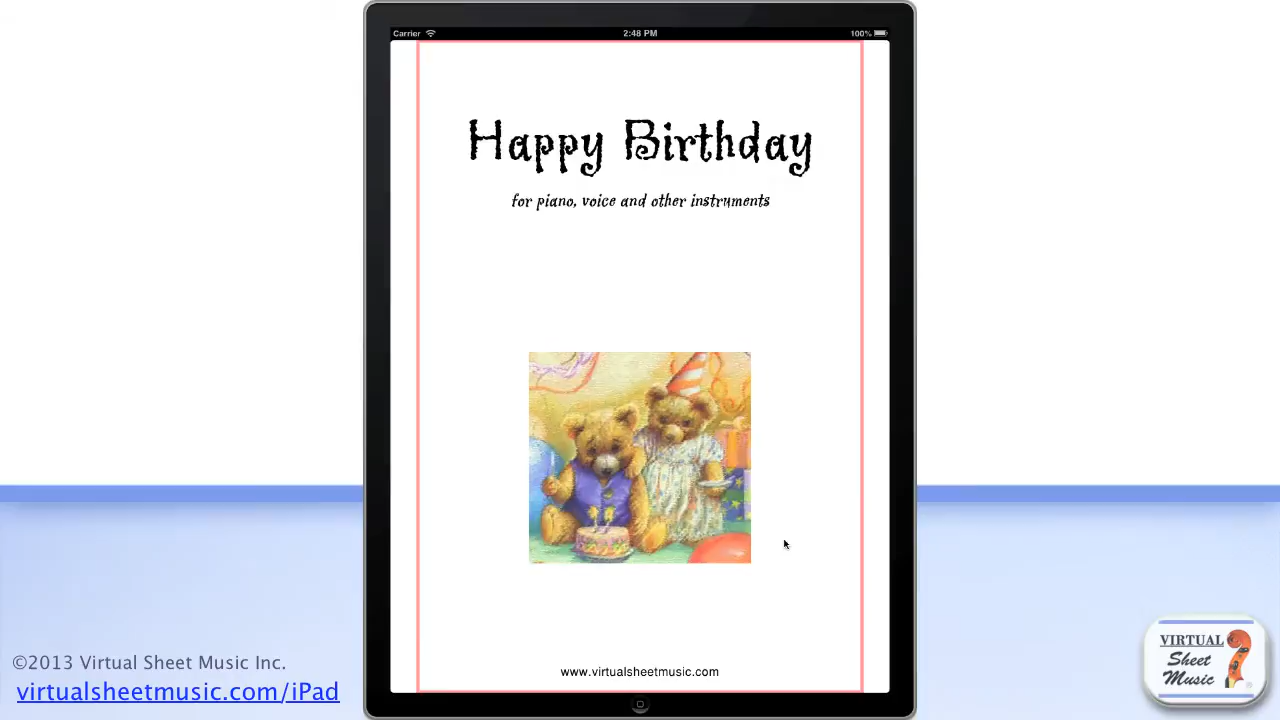 Carrier 2:48 PM 100%
Happy Birthday
for piano, voice and other instruments
www.virtualsheetmusic.com
©2013 Virtual Sheet Music Inc.
virtualsheetmusic.com/iPad
VIRTUAL
Sheet
Music ®